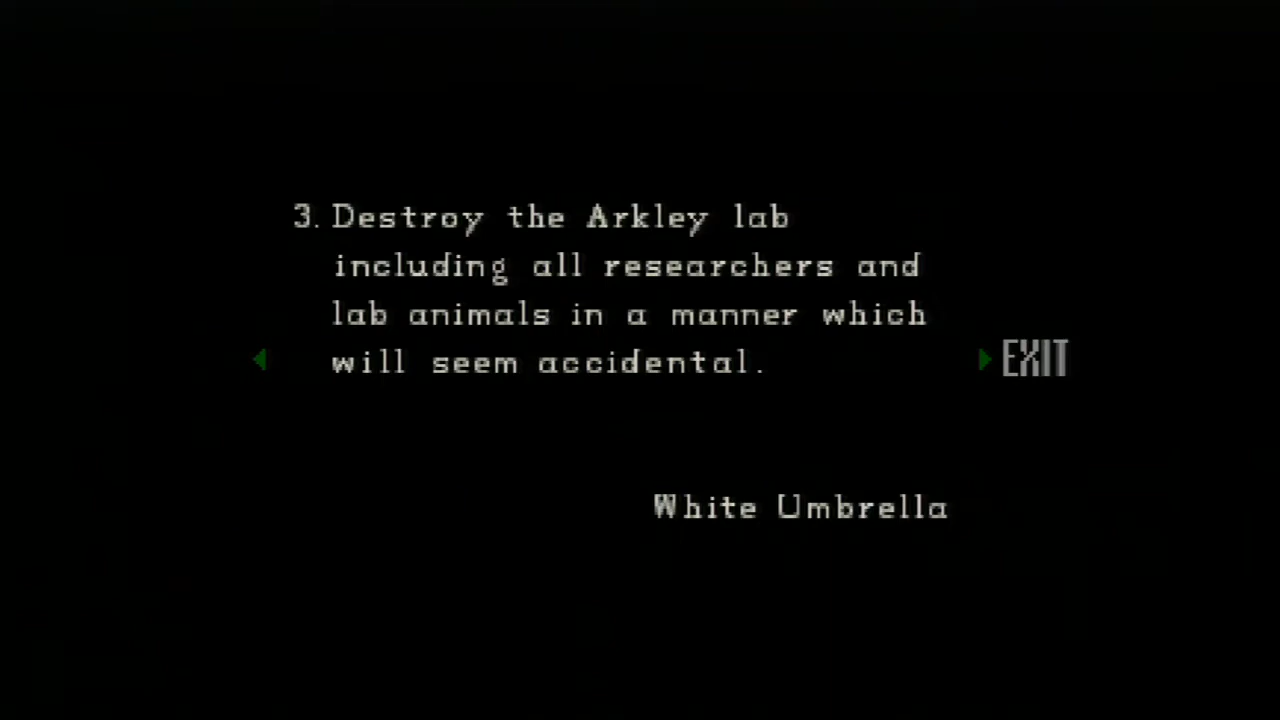 3. Destroy the Arkley lab
including all researchers and
lab animals in a manner which
will seem accidental.
EXIT
White Umbrella